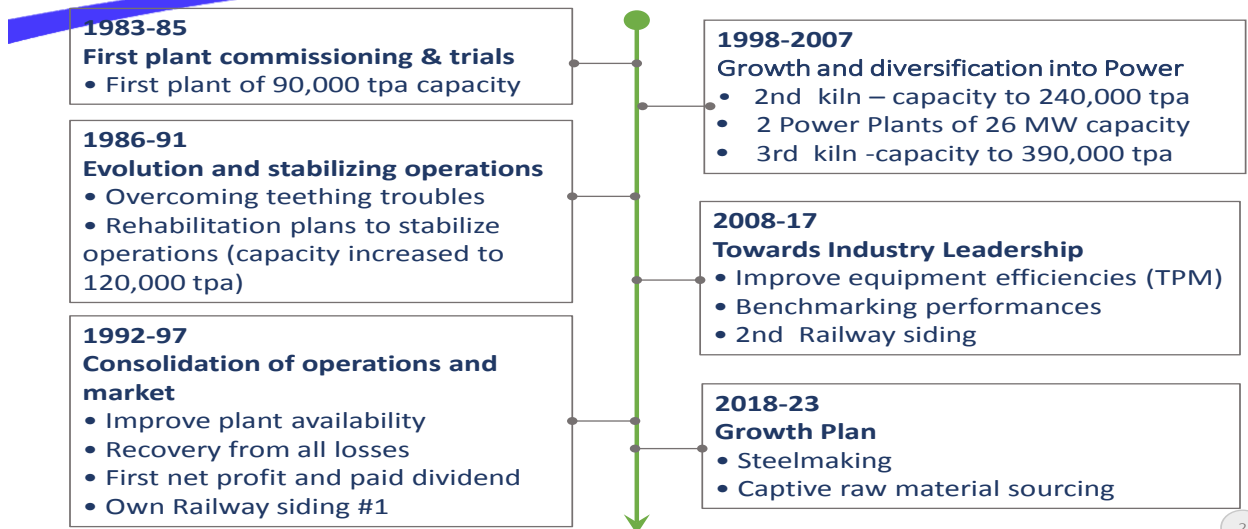 1983-85
First plant commissioning & trials
• First plant of 90,000 tpa capacity
1986-91
Evolution and stabilizing operations
• Overcoming teething troubles
• Rehabilitation plans to stabilize
operations (capacity increased to
120,000 tpa)
1992-97
Consolidation of operations and
market
• Improve plant availability
• Recovery from all losses
• First net profit and paid dividend
• Own Railway siding #1
1998-2007
Growth and diversification into Power
• 2nd kiln – capacity to 240,000 tpa
• 2 Power Plants of 26 MW capacity
• 3rd kiln -capacity to 390,000 tpa
2008-17
Towards Industry Leadership
• Improve equipment efficiencies (TPM)
• Benchmarking performances
• 2nd Railway siding
2018-23
Growth Plan
• Steelmaking
• Captive raw material sourcing